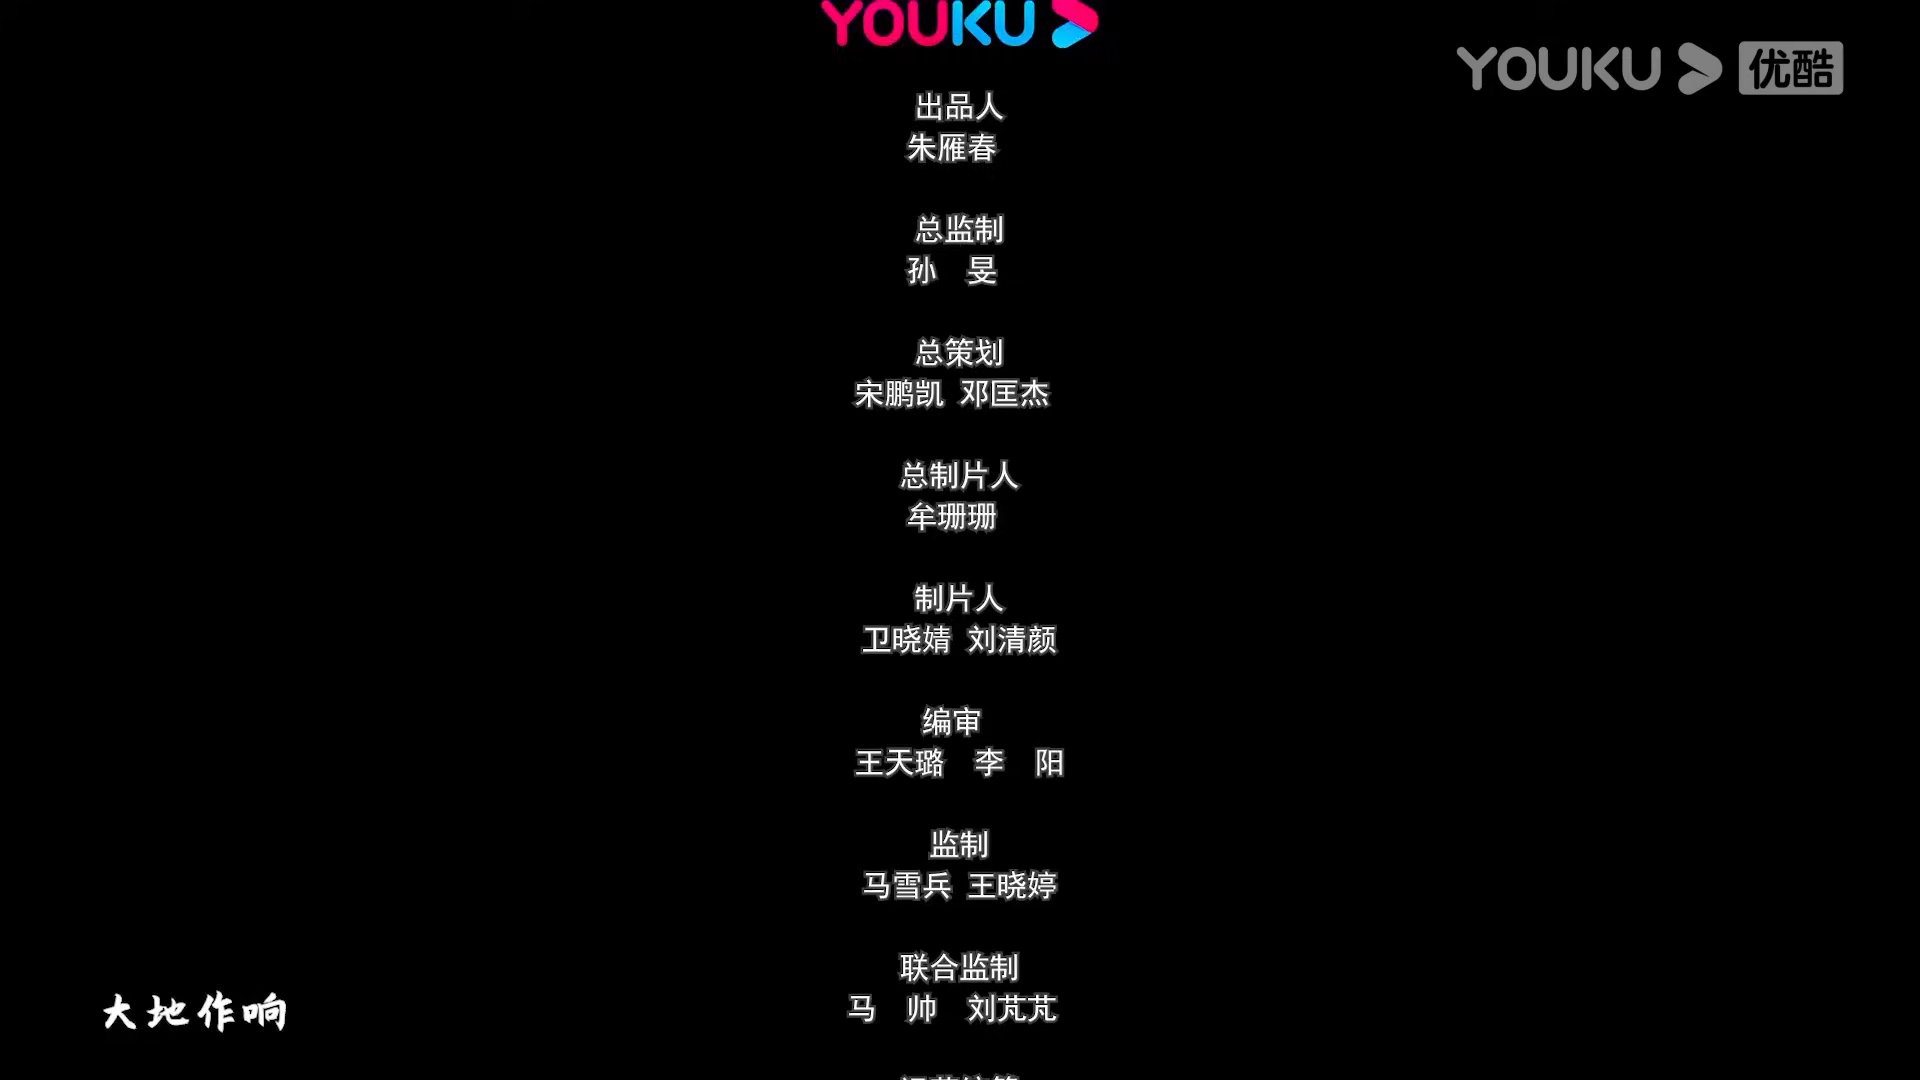 YOUKU
YOUKU 优酷
出品人
朱雁春
总监制
孙 旻
总策划
宋鹏凯 邓匡杰
总制片人
牟珊珊
制片人
卫晓婧 刘清颜
编审
王天璐 李 阳
监制
马雪兵 王晓婷
联合监制
马 帅 刘芃芃
大地作响